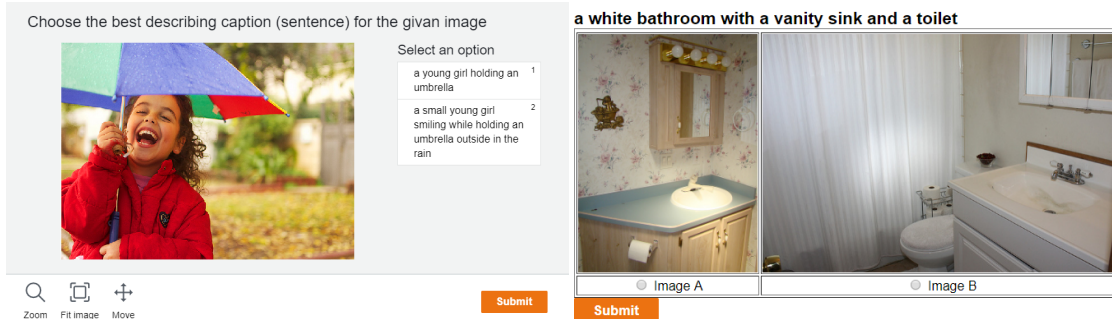 Choose the best describing caption (sentence) for the givan image
Select an option
a young girl holding an umbrella 1
a small young girl smiling while holding an umbrella outside in the rain 2
Zoom
Fit image
Move
Submit
a white bathroom with a vanity sink and a toilet
Image A
Image B
Submit